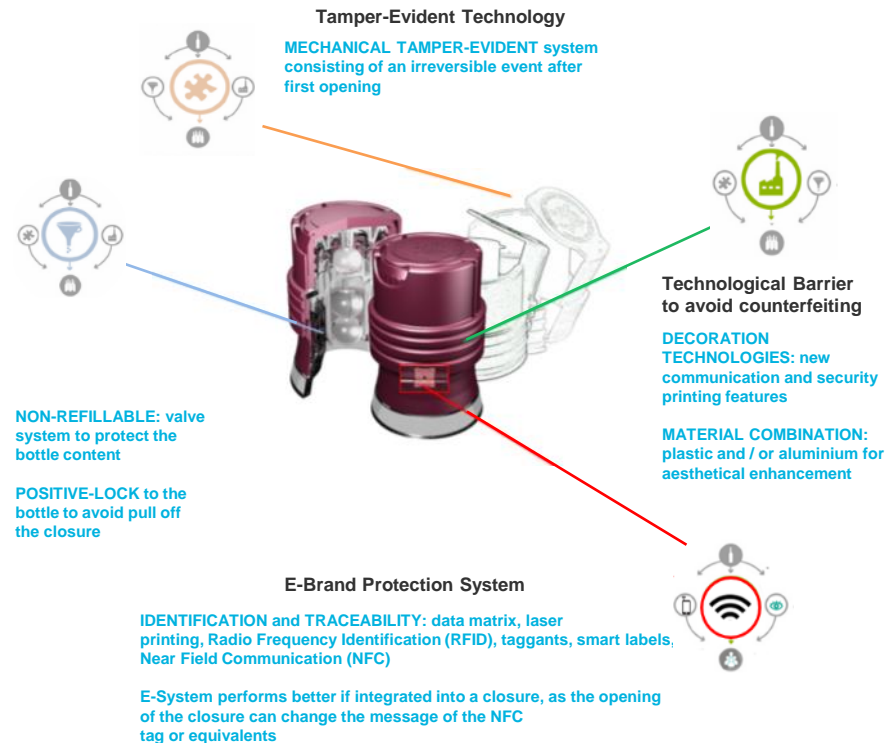 Tamper-Evident Technology
MECHANICAL TAMPER-EVIDENT system
consisting of an irreversible event after
first opening
Technological Barrier
to avoid counterfeiting
DECORATION
TECHNOLOGIES: new
communication and security
printing features
MATERIAL COMBINATION:
plastic and / or aluminium for
aesthetical enhancement
NON-REFILLABLE: valve
system to protect the
bottle content
POSITIVE-LOCK to the
bottle to avoid pull off
the closure
E-Brand Protection System
IDENTIFICATION and TRACEABILITY: data matrix, laser
printing, Radio Frequency Identification (RFID), taggants, smart labels,
Near Field Communication (NFC)
E-System performs better if integrated into a closure, as the opening
of the closure can change the message of the NFC
tag or equivalents